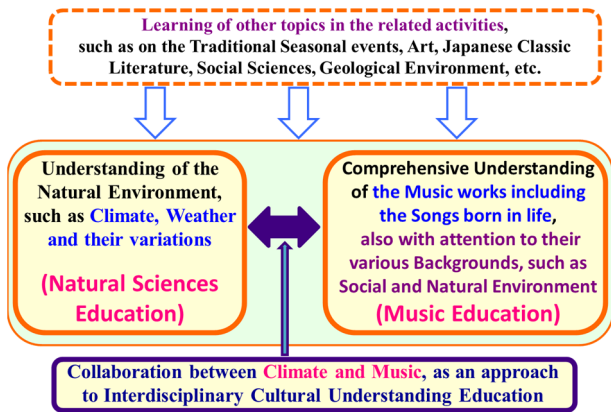 Learning of other topics in the related activities,
such as on the Traditional Seasonal events, Art, Japanese Classic
Literature, Social Sciences, Geological Environment, etc.
Understanding of the
Natural Environment,
such as Climate, Weather
and their variations
(Natural Sciences
Education)
Comprehensive Understanding
of the Music works including
the Songs born in life,
also with attention to their
various Backgrounds, such as
Social and Natural Environment
(Music Education)
Collaboration between Climate and Music, as an approach
to Interdisciplinary Cultural Understanding Education